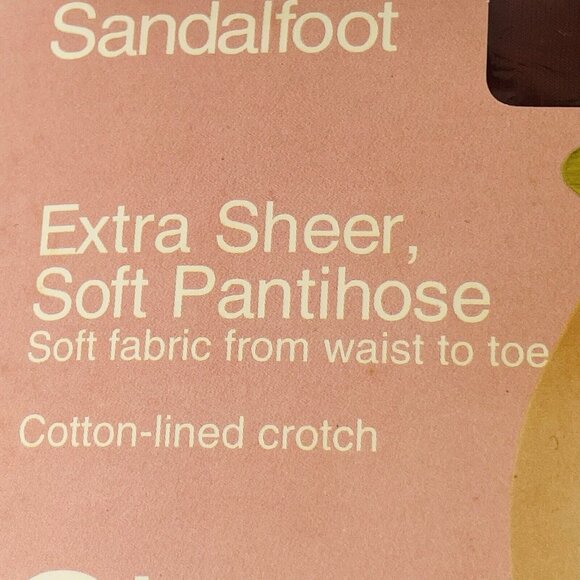 Sandalfoot
Extra Sheer,
Soft Pantihose
Soft fabric from waist to toe
Cotton-lined crotch